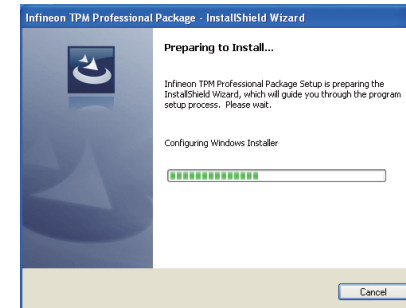 Infineon TPM Professional Package - InstallShield Wizard
Preparing to Install...
Infineon TPM Professional Package Setup is preparing the
InstallShield Wizard, which will guide you through the program
setup process. Please wait.
Configuring Windows Installer
Cancel